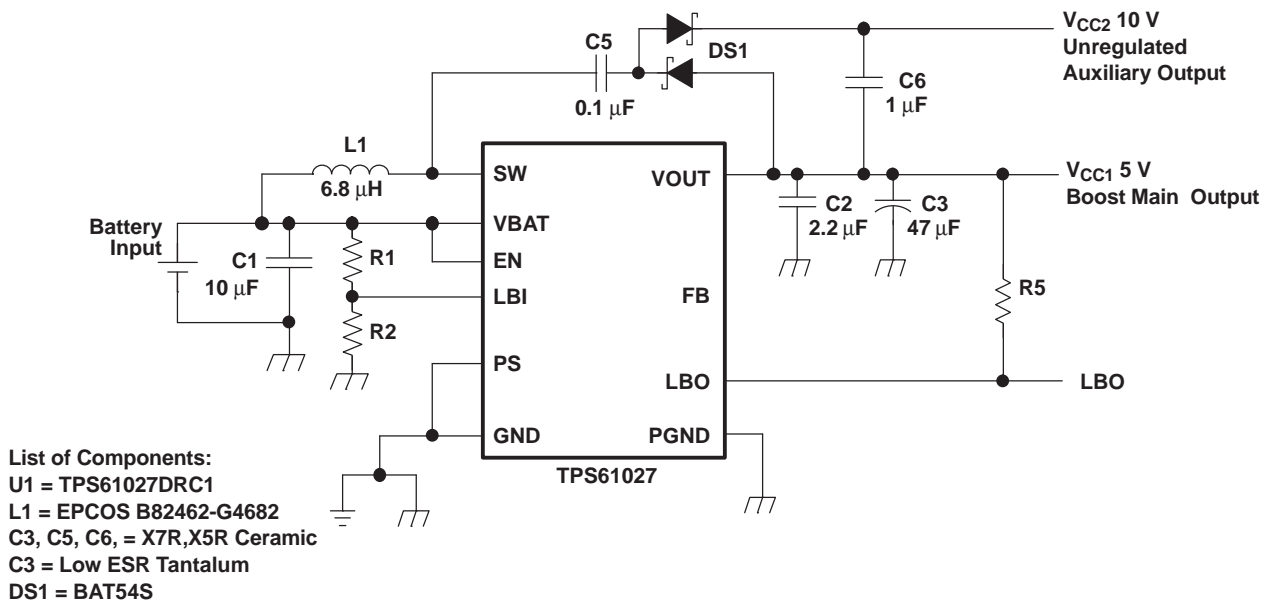 VCC2 10 V
Unregulated
Auxiliary Output
C5
DS1
0.1 μF
C6
1 μF
L1
6.8 μH
SW
VOUT
VCC1 5 V
Boost Main Output
C2
2.2 μF
C3
47 μF
Battery
Input
VBAT
C1
10 μF
R1
EN
LBI
FB
R5
R2
PS
LBO
LBO
GND
PGND
TPS61027
List of Components:
U1 = TPS61027DRC1
L1 = EPCOS B82462-G4682
C3, C5, C6, = X7R,X5R Ceramic
C3 = Low ESR Tantalum
DS1 = BAT54S